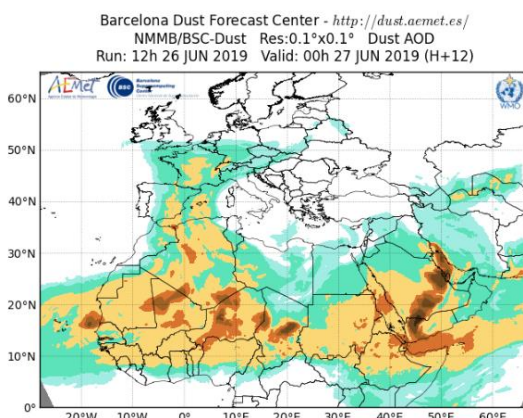 Barcelona Dust Forecast Center - http://dust.aemet.es/
NMMB/BSC-Dust Res:0.1°x0.1° Dust AOD
Run: 12h 26 JUN 2019 Valid: 00h 27 JUN 2019 (H+12)
AEMet
BSC
WMO
60°N
50°N
40°N
30°N
20°N
10°N
0°
20°W 10°W 0° 10°E 20°E 30°E 40°E 50°E 60°E